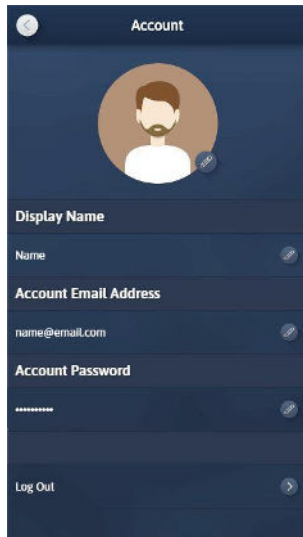 Account
Display Name
Name
Account Email Address
name@email.com
Account Password
••••••••••
Log Out